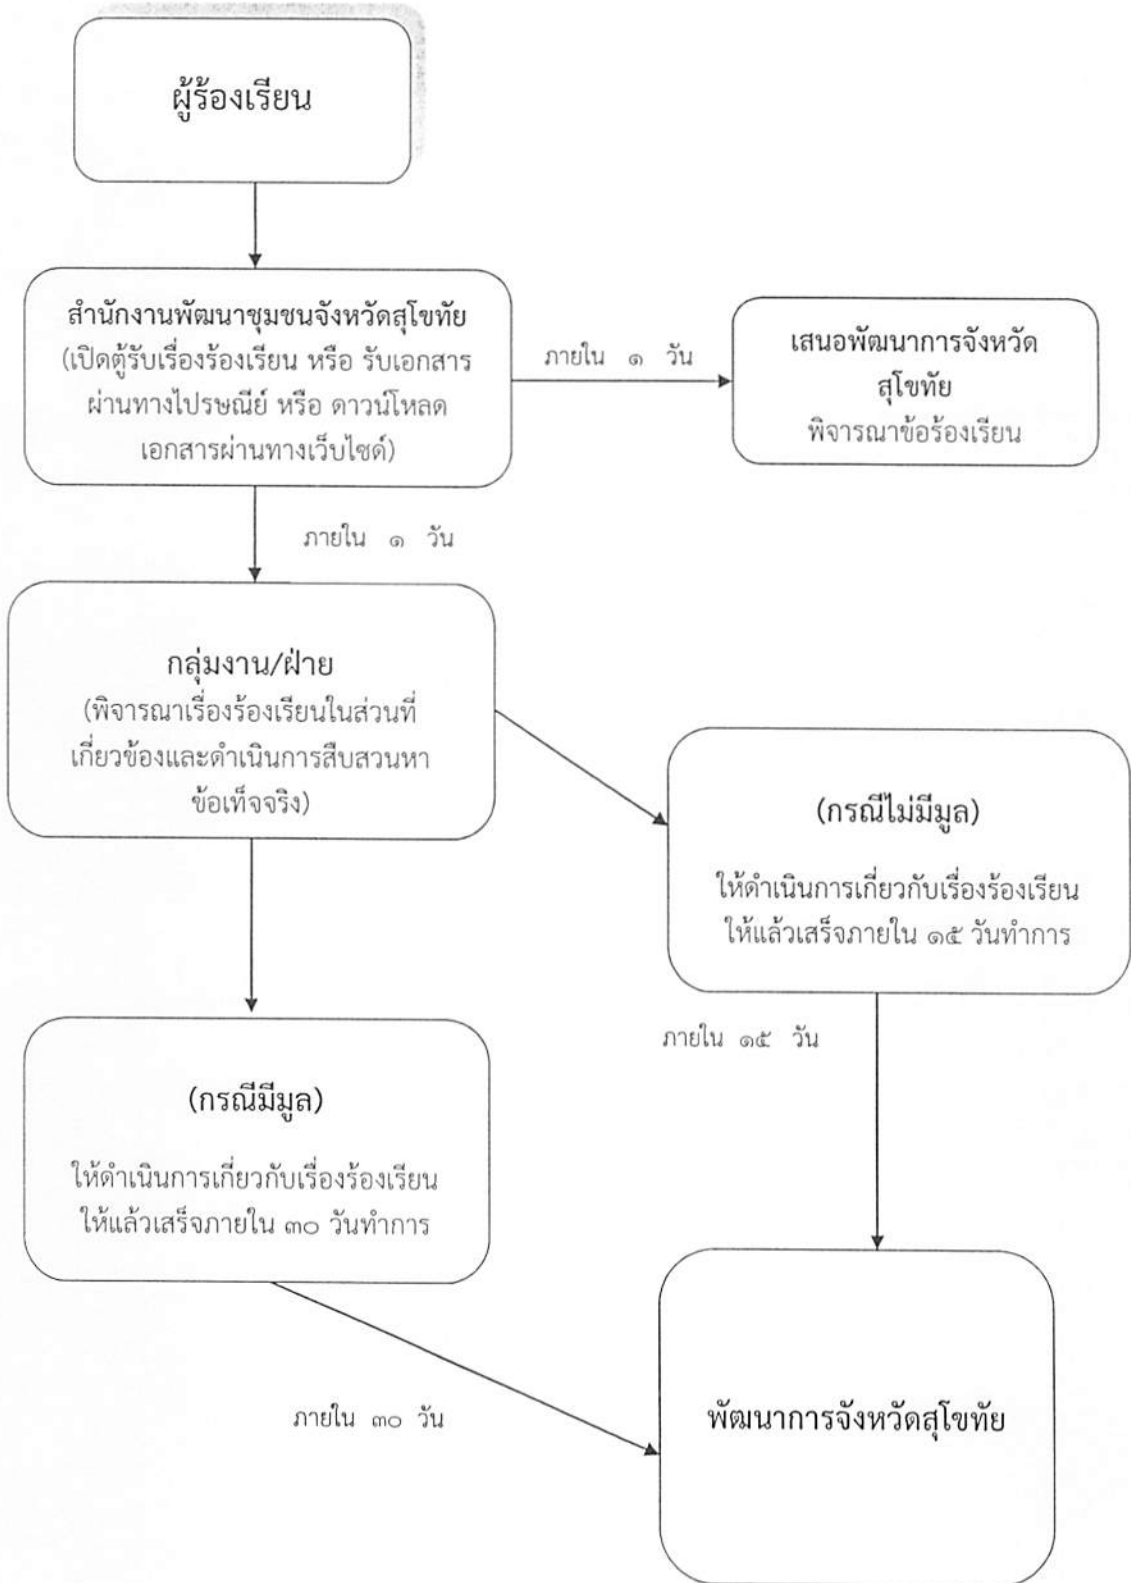 ผู้ร้องเรียน
สำนักงานพัฒนาชุมชนจังหวัดสุโขทัย
(เปิดตู้รับเรื่องร้องเรียน หรือ รับเอกสาร
ผ่านทางไปรษณีย์ หรือ ดาวน์โหลด
เอกสารผ่านทางเว็บไซด์)
ภายใน ๑ วัน
เสนอพัฒนาการจังหวัด
สุโขทัย
พิจารณาข้อร้องเรียน
ภายใน ๑ วัน
กลุ่มงาน/ฝ่าย
(พิจารณาเรื่องร้องเรียนในส่วนที่
เกี่ยวข้องและดำเนินการสืบสวนหา
ข้อเท็จจริง)
(กรณีไม่มีมูล)
ให้ดำเนินการเกี่ยวกับเรื่องร้องเรียน
ให้แล้วเสร็จภายใน ๑๕ วันทำการ
ภายใน ๑๕ วัน
(กรณีมีมูล)
ให้ดำเนินการเกี่ยวกับเรื่องร้องเรียน
ให้แล้วเสร็จภายใน ๓๐ วันทำการ
ภายใน ๓๐ วัน
พัฒนาการจังหวัดสุโขทัย